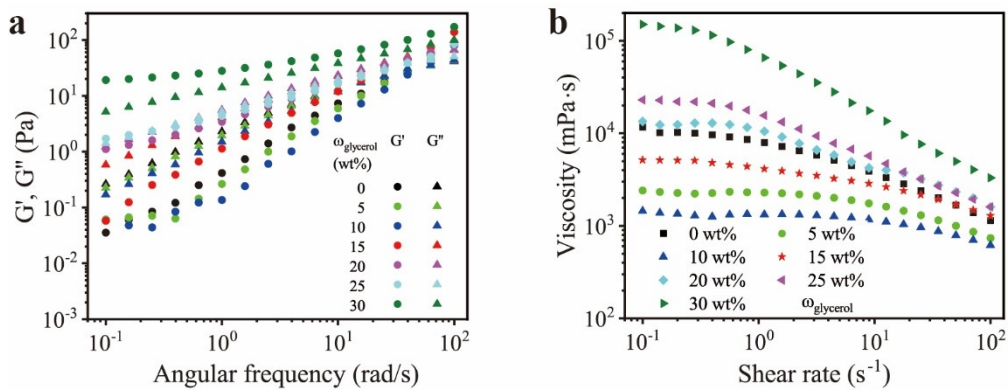 a
10²
10¹
10⁰
10⁻¹
10⁻²
10⁻³
G', G'' (Pa)
ω_glycerol G' G''
(wt%)
0
5
10
15
20
25
30
10⁻¹ 10⁰ 10¹ 10²
Angular frequency (rad/s)
b
10⁵
10⁴
10³
10²
Viscosity (mPa·s)
0 wt% 5 wt%
10 wt% 15 wt%
20 wt% 25 wt%
30 wt% ω_glycerol
10⁻¹ 10⁰ 10¹ 10²
Shear rate (s⁻¹)